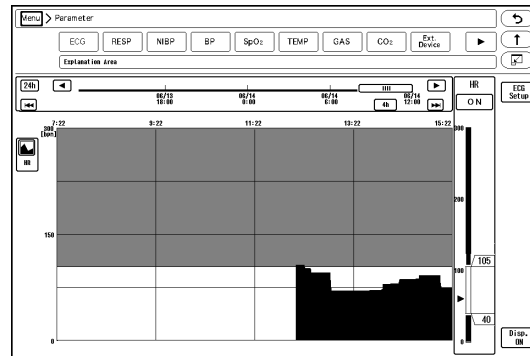 Menu > Parameter
ECG RESP NIBP BP SpO2 TEMP GAS CO2 Ext. Device
Explanation Area
24h
06/13 18:00
06/14 0:00
06/14 6:00
06/14 12:00
4h
HR
ON
ECG Setup
7:22 9:22 11:22 13:22 15:22
300
[bpm]
HR
150
0
300
200
100
0
105
40
Disp. ON